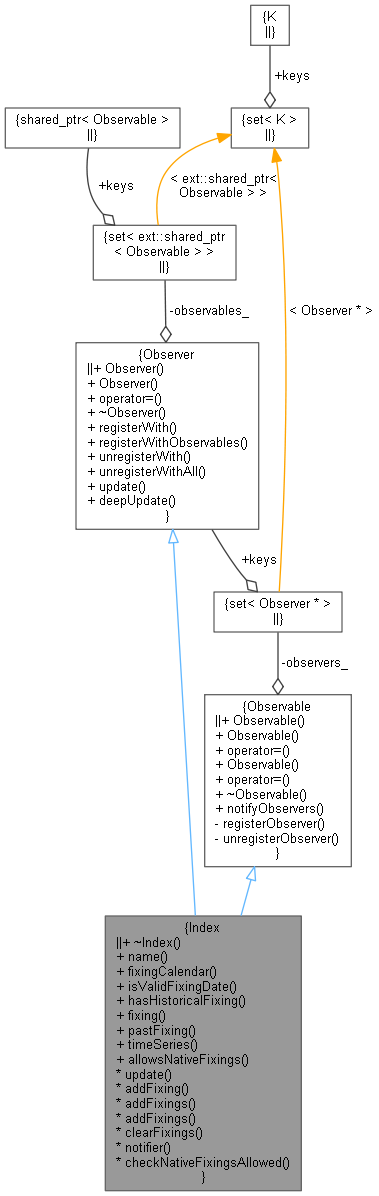 {K
||}
+keys
{shared_ptr< Observable >
||}
{set< K >
||}
+keys
< ext::shared_ptr<
Observable > >
{set< ext::shared_ptr
< Observable > >
||}
-observables_
< Observer * >
{Observer
||+ Observer()
+ Observer()
+ operator=()
+ ~Observer()
+ registerWith()
+ registerWithObservables()
+ unregisterWith()
+ unregisterWithAll()
+ update()
+ deepUpdate()
}
+keys
{set< Observer * >
||}
-observers_
{Observable
||+ Observable()
+ Observable()
+ operator=()
+ Observable()
+ operator=()
+ ~Observable()
+ notifyObservers()
- registerObserver()
- unregisterObserver()
}
{Index
||+ ~Index()
+ name()
+ fixingCalendar()
+ isValidFixingDate()
+ hasHistoricalFixing()
+ fixing()
+ pastFixing()
+ timeSeries()
+ allowsNativeFixings()
* update()
* addFixing()
* addFixings()
* addFixings()
* clearFixings()
* notifier()
* checkNativeFixingsAllowed()
}